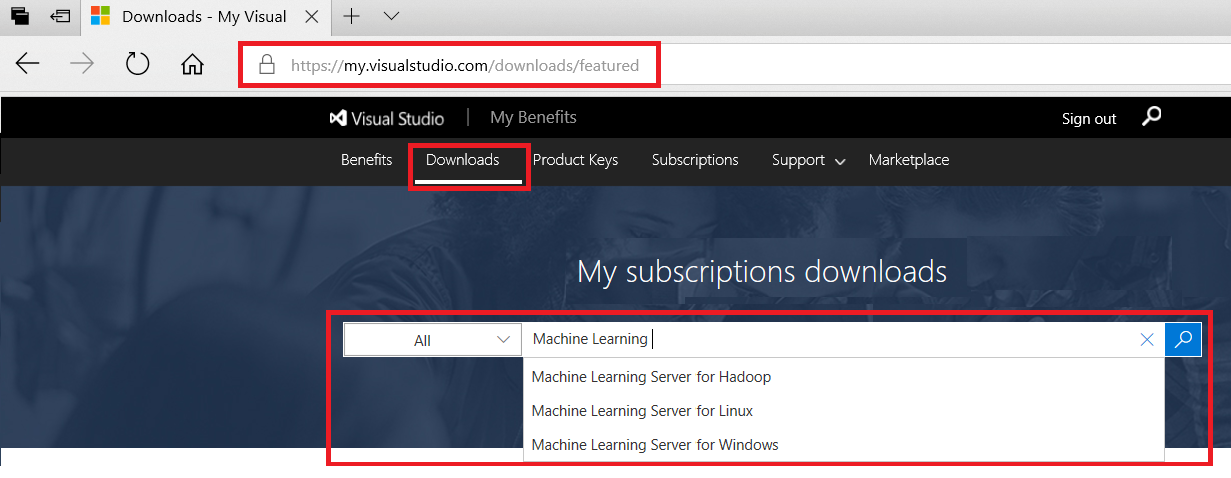 Downloads - My Visual
https://my.visualstudio.com/downloads/featured
Visual Studio | My Benefits
Sign out
Benefits Downloads Product Keys Subscriptions Support Marketplace
My subscriptions downloads
All Machine Learning
Machine Learning Server for Hadoop
Machine Learning Server for Linux
Machine Learning Server for Windows